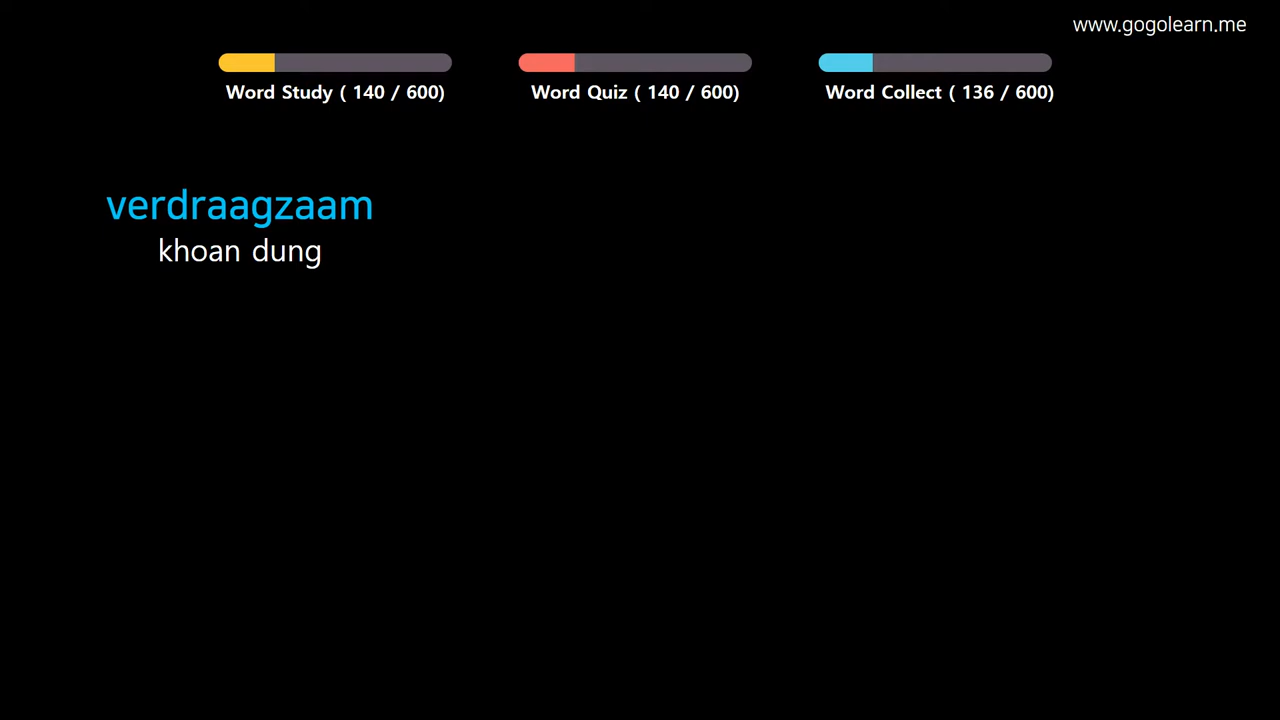 www.gogolearn.me
Word Study ( 140 / 600)
Word Quiz ( 140 / 600)
Word Collect ( 136 / 600)
verdraagzaam
khoan dung